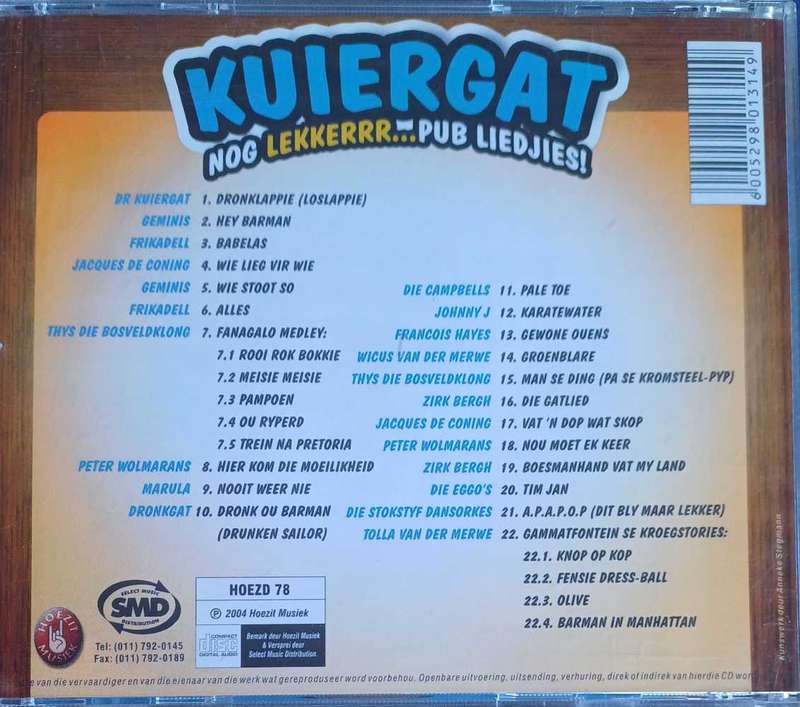 KUIERGAT
NOG LEKKERRR...PUB LIEDJIES!
6005298013149
DR KUIERGAT 1. DRONKLAPPIE (LOSLAPPIE)
GEMINIS 2. HEY BARMAN
FRIKADELL 3. BABELAS
JACQUES DE CONING 4. WIE LIEG VIR WIE
GEMINIS 5. WIE STOOT SO
FRIKADELL 6. ALLES
THYS DIE BOSVELDKLONG 7. FANAGALO MEDLEY:
7.1 ROOI ROK BOKKIE
7.2 MEISIE MEISIE
7.3 PAMPOEN
7.4 OU RYPERD
7.5 TREIN NA PRETORIA
PETER WOLMARANS 8. HIER KOM DIE MOEILIKHEID
MARULA 9. NOOIT WEER NIE
DRONKGAT 10. DRONK OU BARMAN
(DRUNKEN SAILOR)
DIE CAMPBELLS 11. PALE TOE
JOHNNY J 12. KARATEWATER
FRANCOIS HAYES 13. GEWONE OUENS
WICUS VAN DER MERWE 14. GROENBLARE
THYS DIE BOSVELDKLONG 15. MAN SE DING (PA SE KROMSTEEL-PYP)
ZIRK BERGH 16. DIE GATLIED
JACQUES DE CONING 17. VAT 'N DOP WAT SKOP
PETER WOLMARANS 18. NOU MOET EK KEER
ZIRK BERGH 19. BOESMANHAND VAT MY LAND
DIE EGGO'S 20. TIM JAN
DIE STOKSTYF DANSORKES 21. A.P.A.P.O.P (DIT BLY MAAR LEKKER)
TOLLA VAN DER MERWE 22. GAMMATFONTEIN SE KROEGSTORIES:
22.1. KNOP OP KOP
22.2. FENSIE DRESS-BALL
22.3. OLIVE
22.4. BARMAN IN MANHATTAN
HOEZIT MUSIEK
SELECT MUSIC
SMD
DISTRIBUTION
Tel: (011) 792-0145
Fax: (011) 792-0189
HOEZD 78
℗ 2004 Hoezit Musiek
COMPACT
disc
DIGITAL AUDIO
Bemark deur Hoezit Musiek
& Versprei deur
Select Music Distribution.
Kunswerk deur Anneke Stegmann
van die vervaardiger en van die eienaar van die werk wat gereproduseer word voorbehou. Openbare uitvoering, uitsending, verhuring, direk of indirek van hierdie CD word